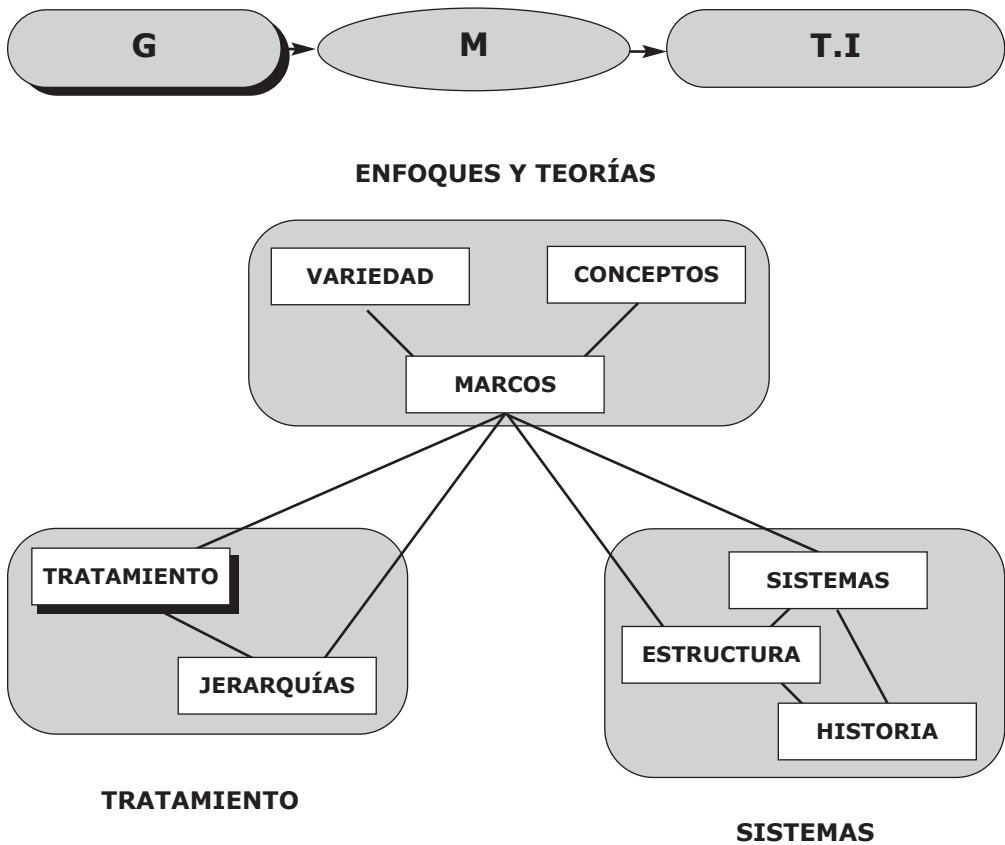 G
M
T.I
ENFOQUES Y TEORÍAS
VARIEDAD
CONCEPTOS
MARCOS
TRATAMIENTO
JERARQUÍAS
SISTEMAS
ESTRUCTURA
HISTORIA
TRATAMIENTO
SISTEMAS